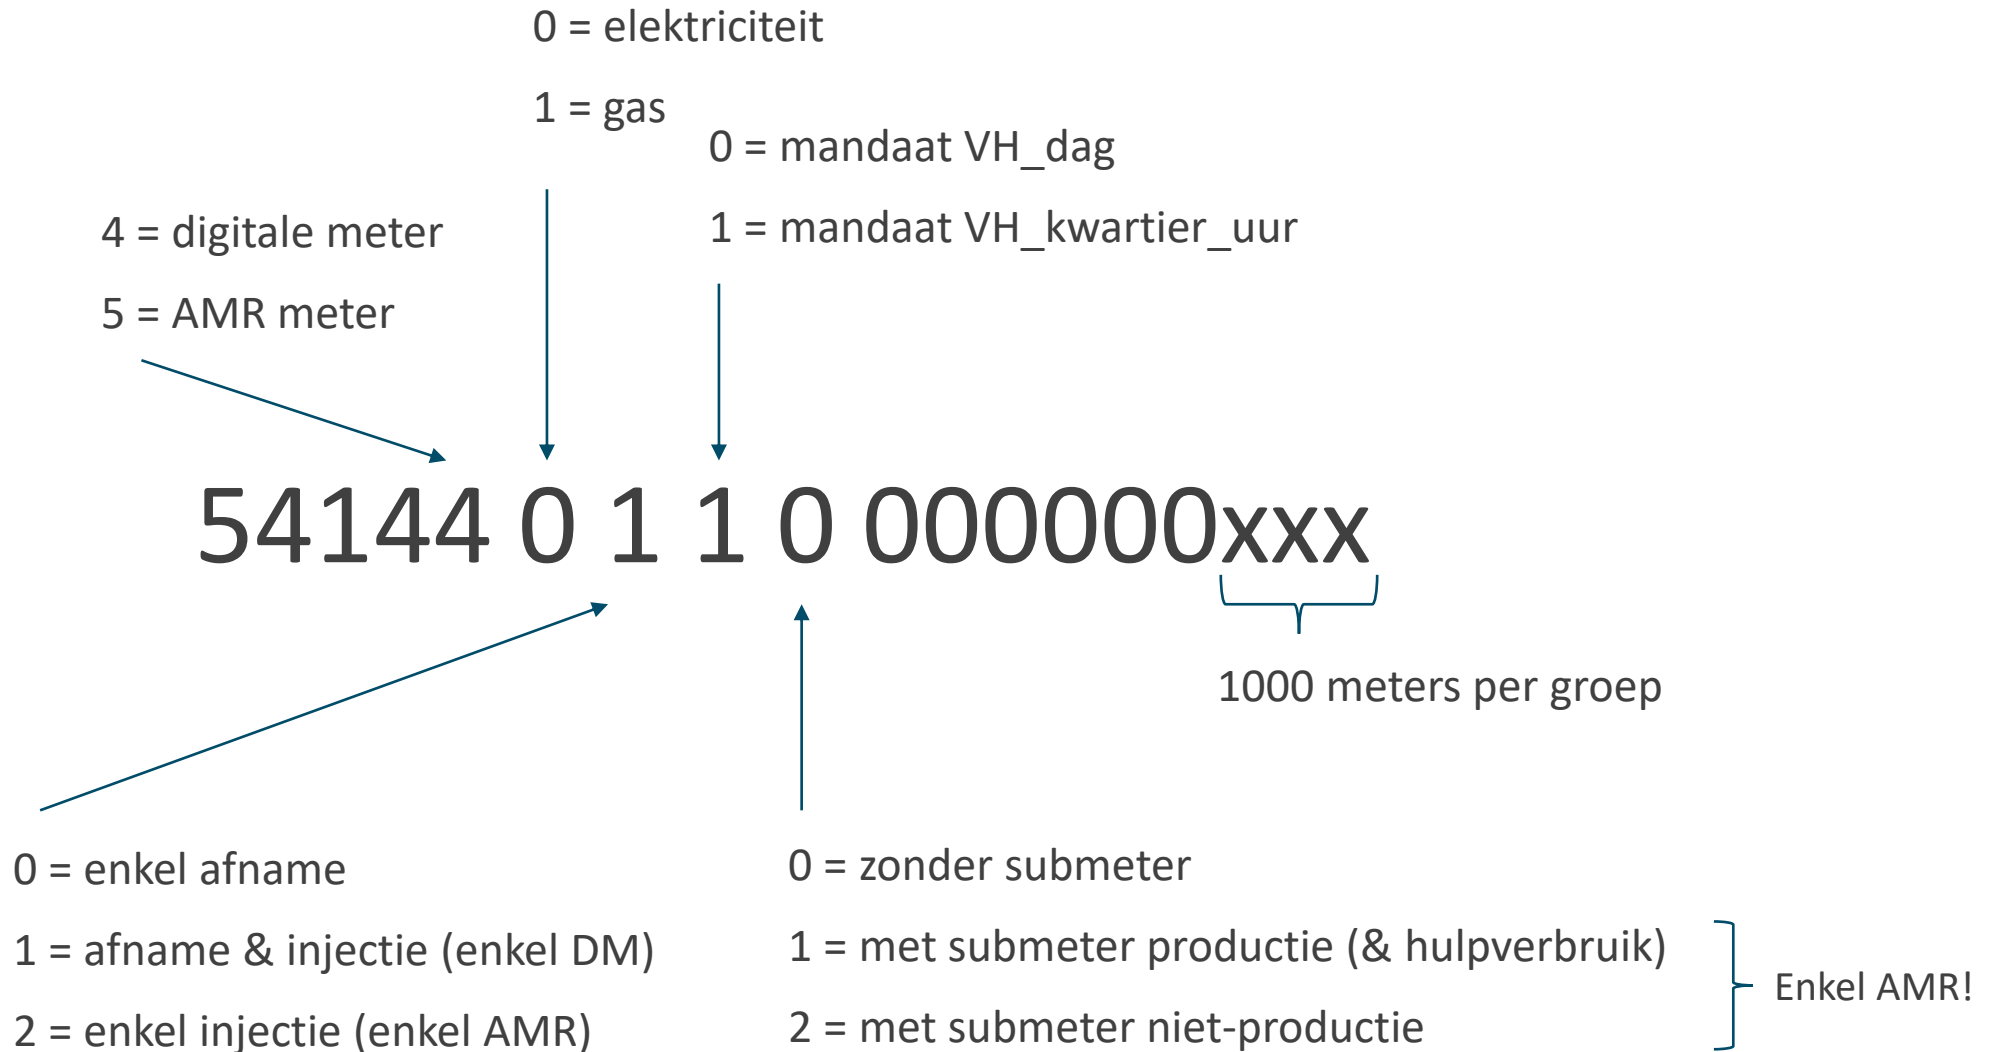 0 = elektriciteit
1 = gas
0 = mandaat VH_dag
1 = mandaat VH_kwartier_uur
4 = digitale meter
5 = AMR meter
54144 0 1 1 0 000000xxx
1000 meters per groep
0 = enkel afname
1 = afname & injectie (enkel DM)
2 = enkel injectie (enkel AMR)
0 = zonder submeter
1 = met submeter productie (& hulpverbruik)
2 = met submeter niet-productie
Enkel AMR!